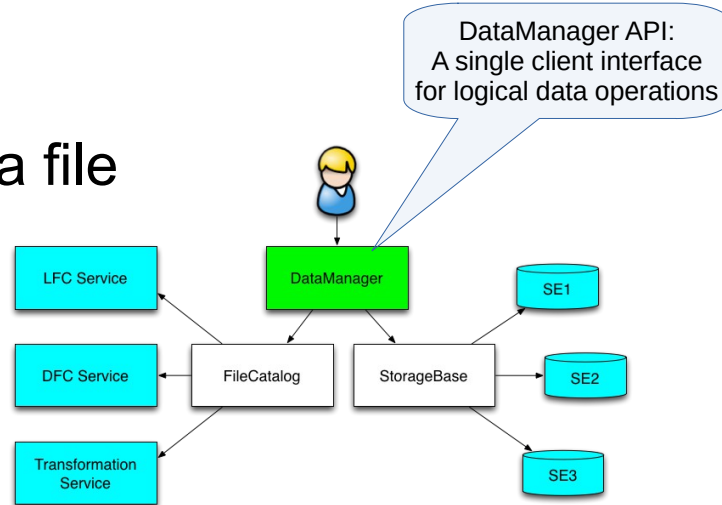 DataManager API:
A single client interface
for logical data operations
a file
LFC Service
DataManager
SE1
DFC Service
FileCatalog
StorageBase
SE2
Transformation
Service
SE3